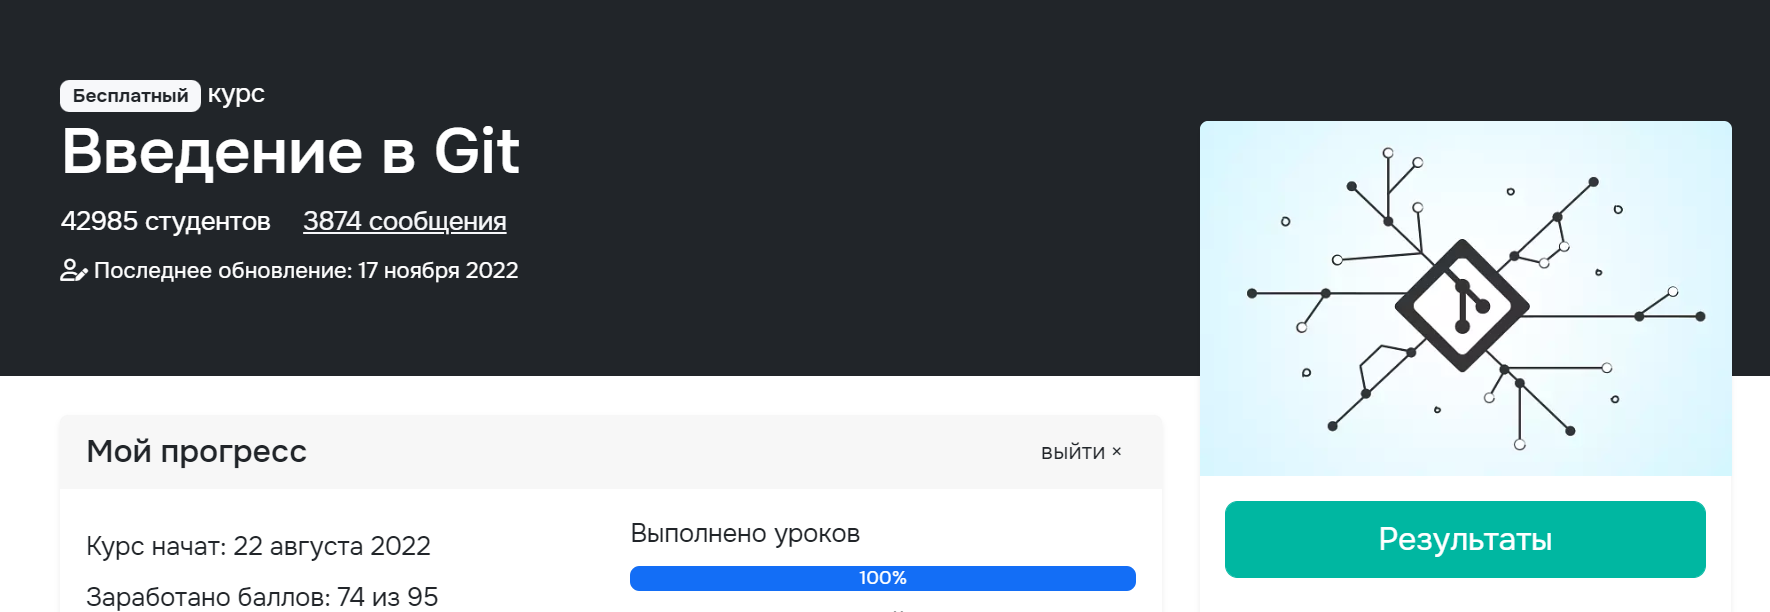 Бесплатный курс
Введение в Git
42985 студентов 3874 сообщения
Последнее обновление: 17 ноября 2022
Мой прогресс
выйти ×
Курс начат: 22 августа 2022
Заработано баллов: 74 из 95
Выполнено уроков
100%
Результаты